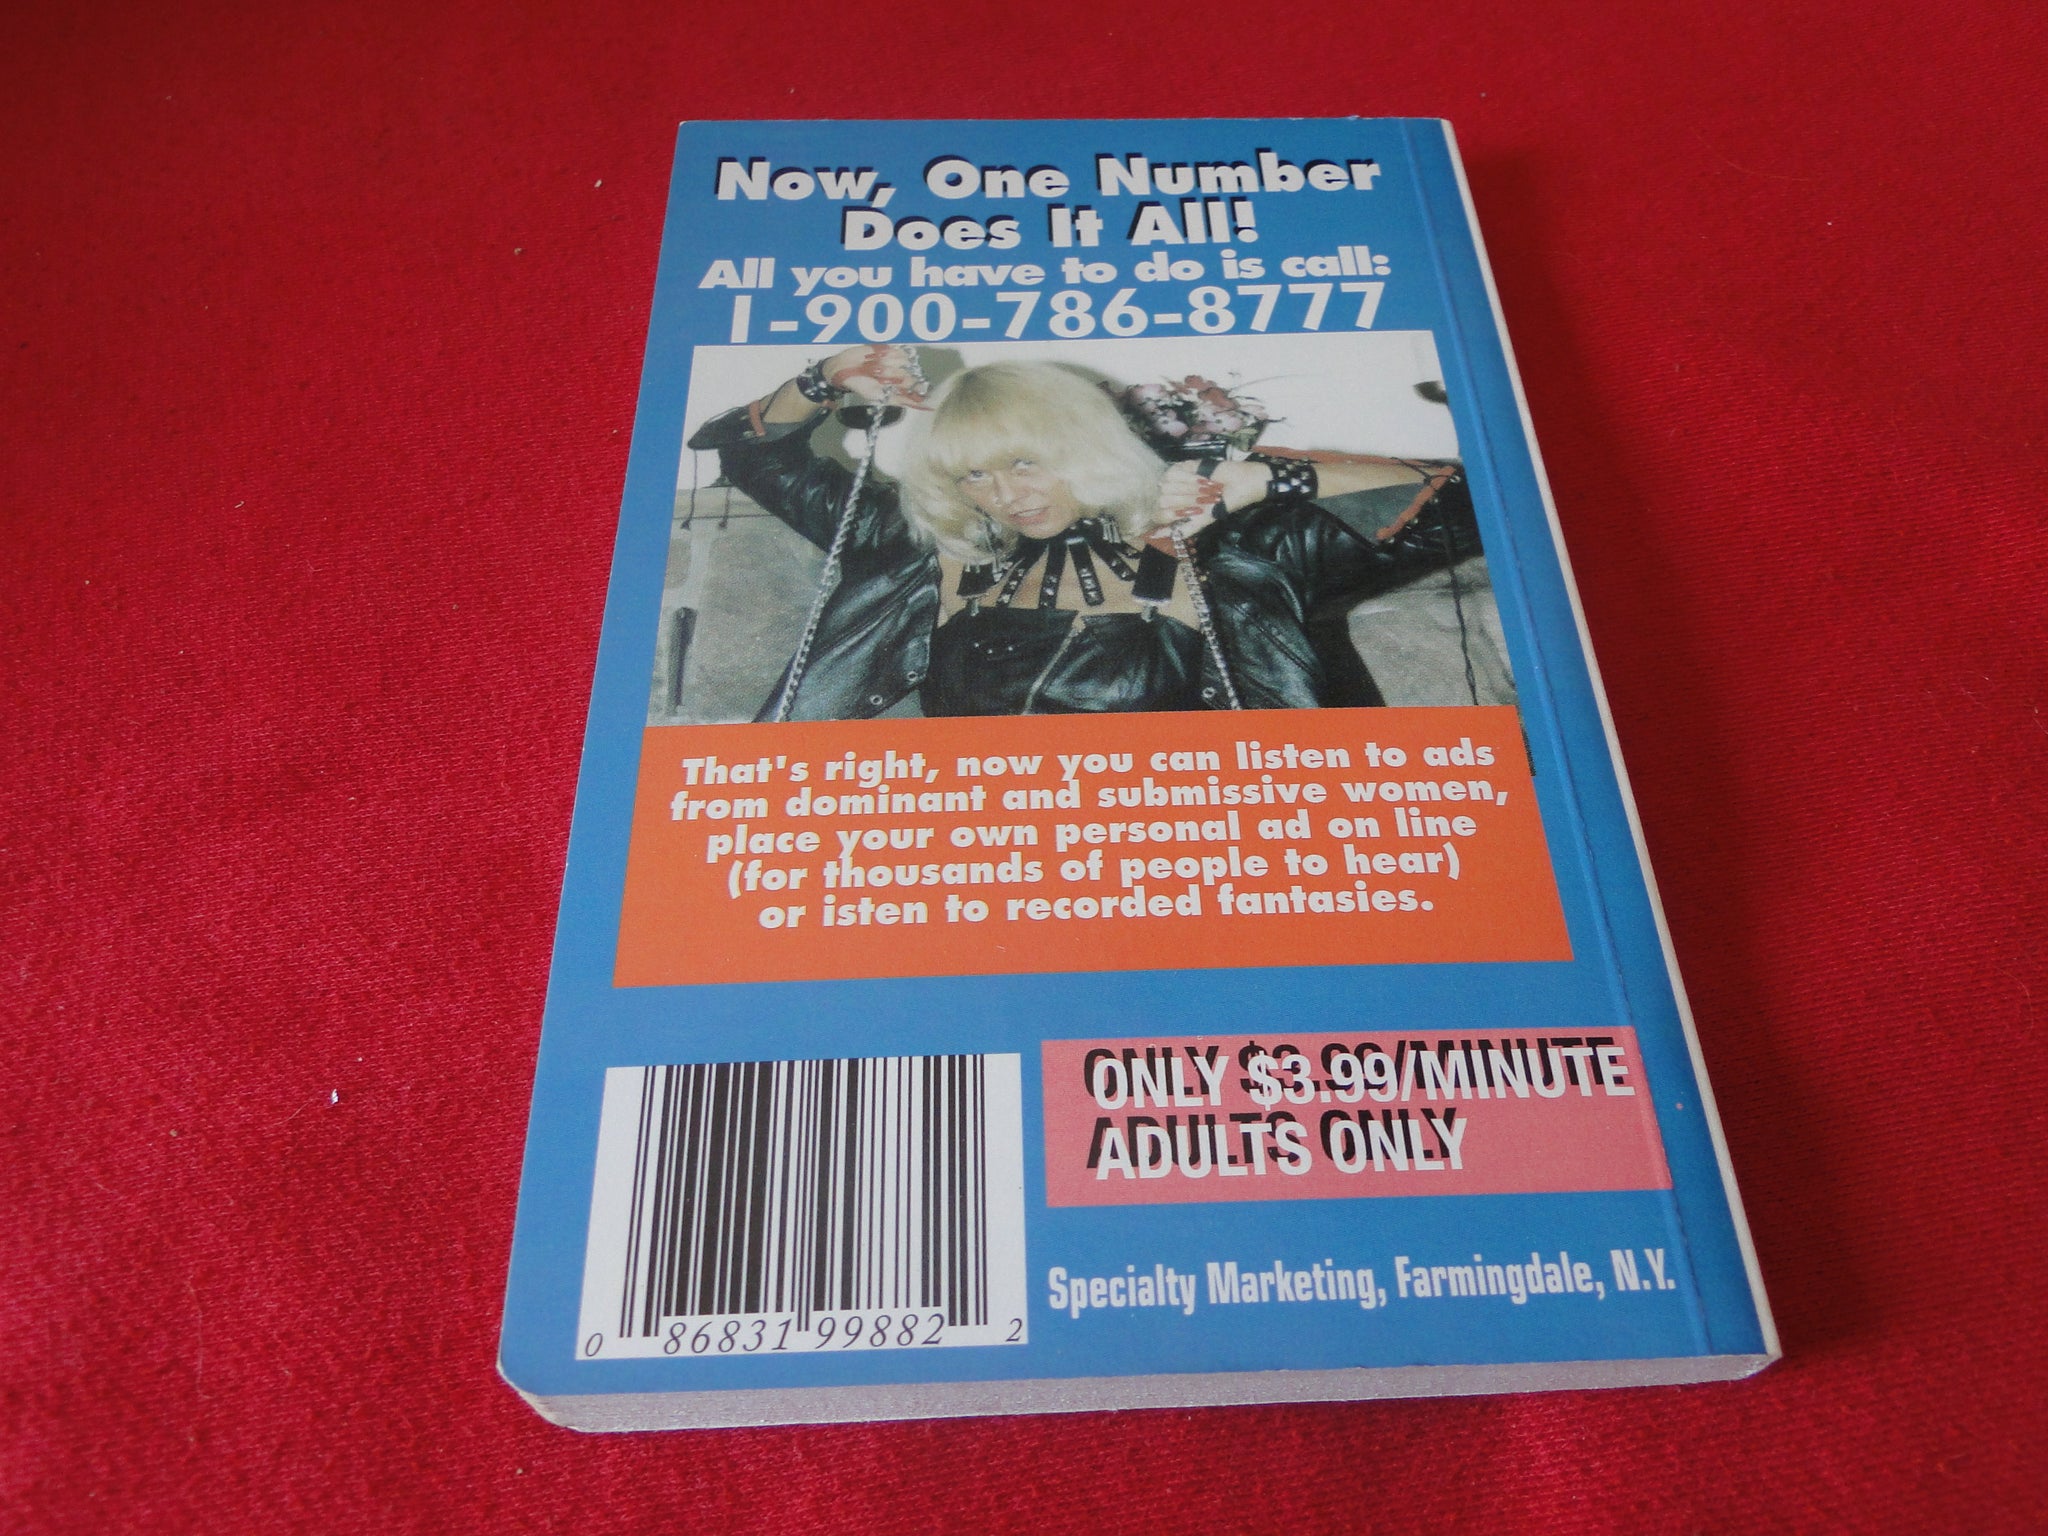 Now, One Number
Does It All!
All you have to do is call:
1-900-786-8777
That's right, now you can listen to ads
from dominant and submissive women,
place your own personal ad on line
(for thousands of people to hear)
or isten to recorded fantasies.
ONLY $3.99/MINUTE
ADULTS ONLY
Specialty Marketing, Farmingdale, N.Y.
0 86831 99882 2